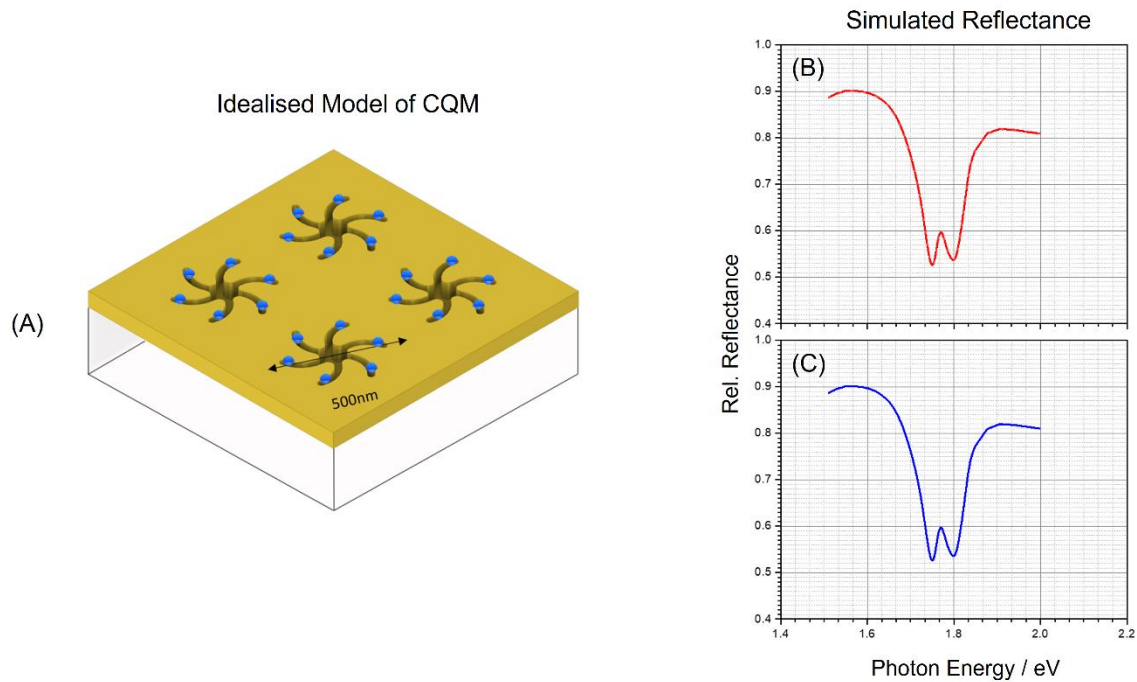 Simulated Reflectance
Idealised Model of CQM
(A)
500nm
(B)
1.0
0.9
0.8
0.7
0.6
0.5
0.4
Rel. Reflectance
(C)
1.0
0.9
0.8
0.7
0.6
0.5
0.4
1.4 1.6 1.8 2.0 2.2
Photon Energy / eV